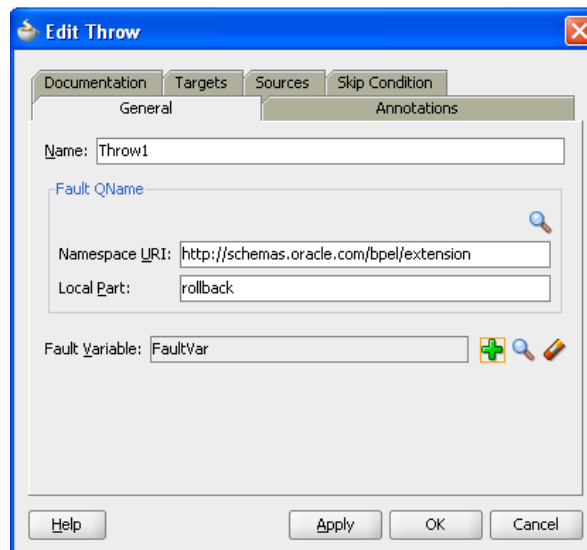 Edit Throw
Documentation Targets Sources Skip Condition
General Annotations
Name: Throw1
Fault QName
Namespace URI: http://schemas.oracle.com/bpel/extension
Local Part: rollback
Fault Variable: FaultVar
Help Apply OK Cancel